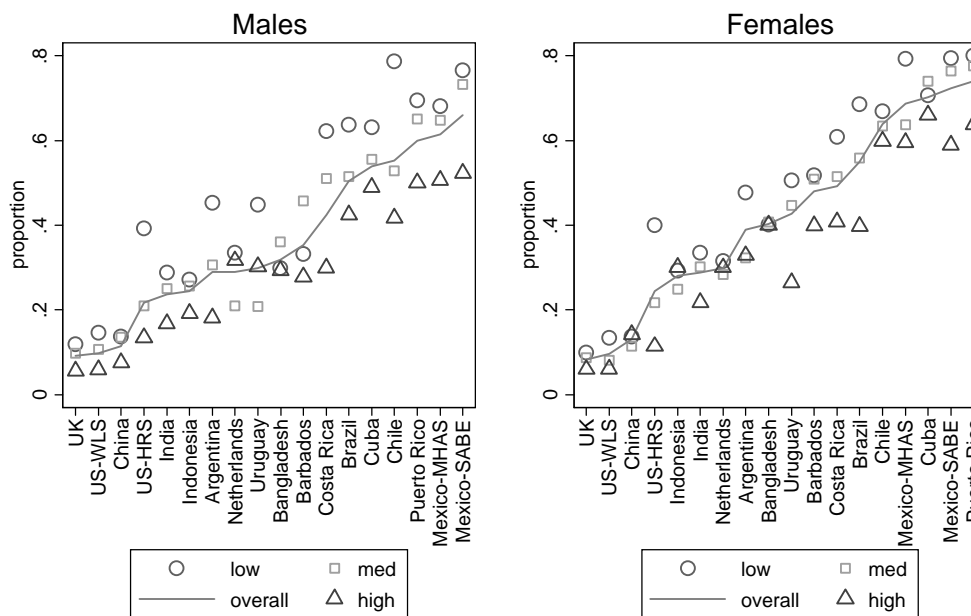 Males
Females
proportion
.8
.6
.4
.2
0
UK
US-WLS
China
US-HRS
India
Indonesia
Argentina
Netherlands
Uruguay
Bangladesh
Barbados
Costa Rica
Brazil
Cuba
Chile
Puerto Rico
Mexico-MHAS
Mexico-SABE
proportion
.8
.6
.4
.2
0
UK
US-WLS
China
US-HRS
Indonesia
India
Netherlands
Argentina
Bangladesh
Uruguay
Barbados
Costa Rica
Brazil
Chile
Mexico-MHAS
Cuba
Mexico-SABE
Puerto Rico
low
med
overall
high
low
med
overall
high